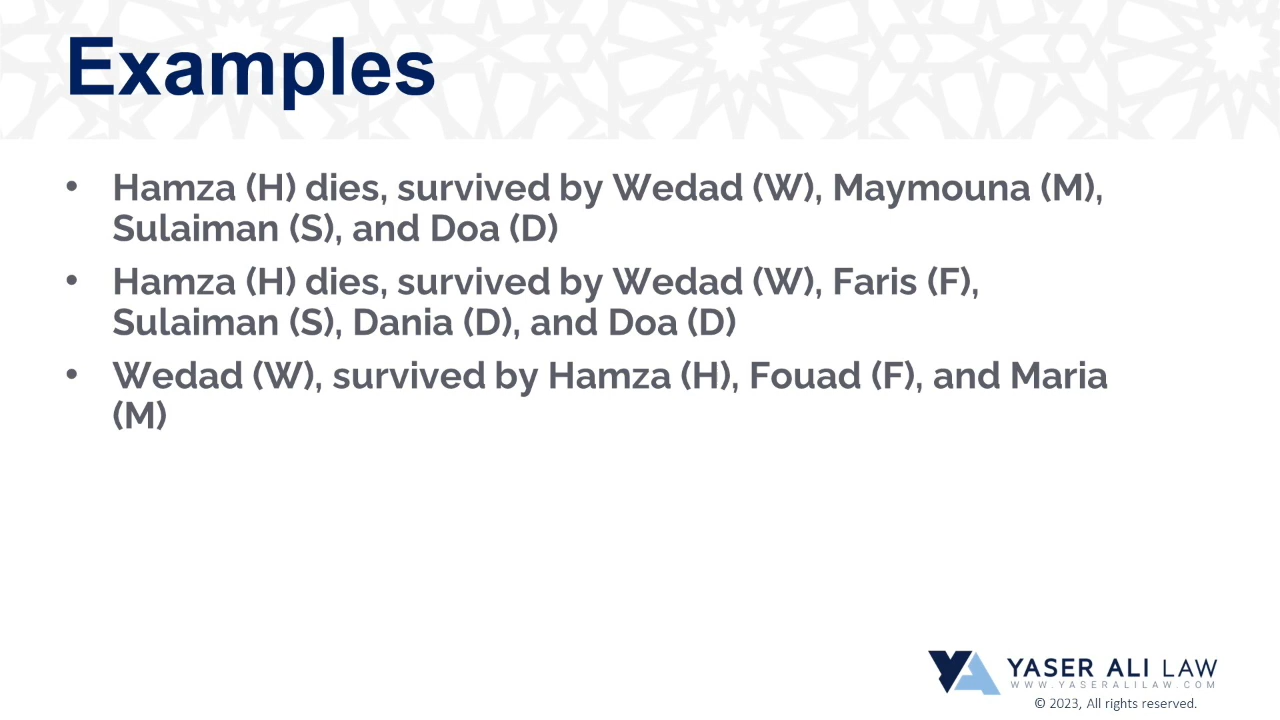 Examples
• Hamza (H) dies, survived by Wedad (W), Maymouna (M),
Sulaiman (S), and Doa (D)
• Hamza (H) dies, survived by Wedad (W), Faris (F),
Sulaiman (S), Dania (D), and Doa (D)
• Wedad (W), survived by Hamza (H), Fouad (F), and Maria
(M)
YASER ALI LAW
WWW.YASERALILAW.COM
© 2023, All rights reserved.